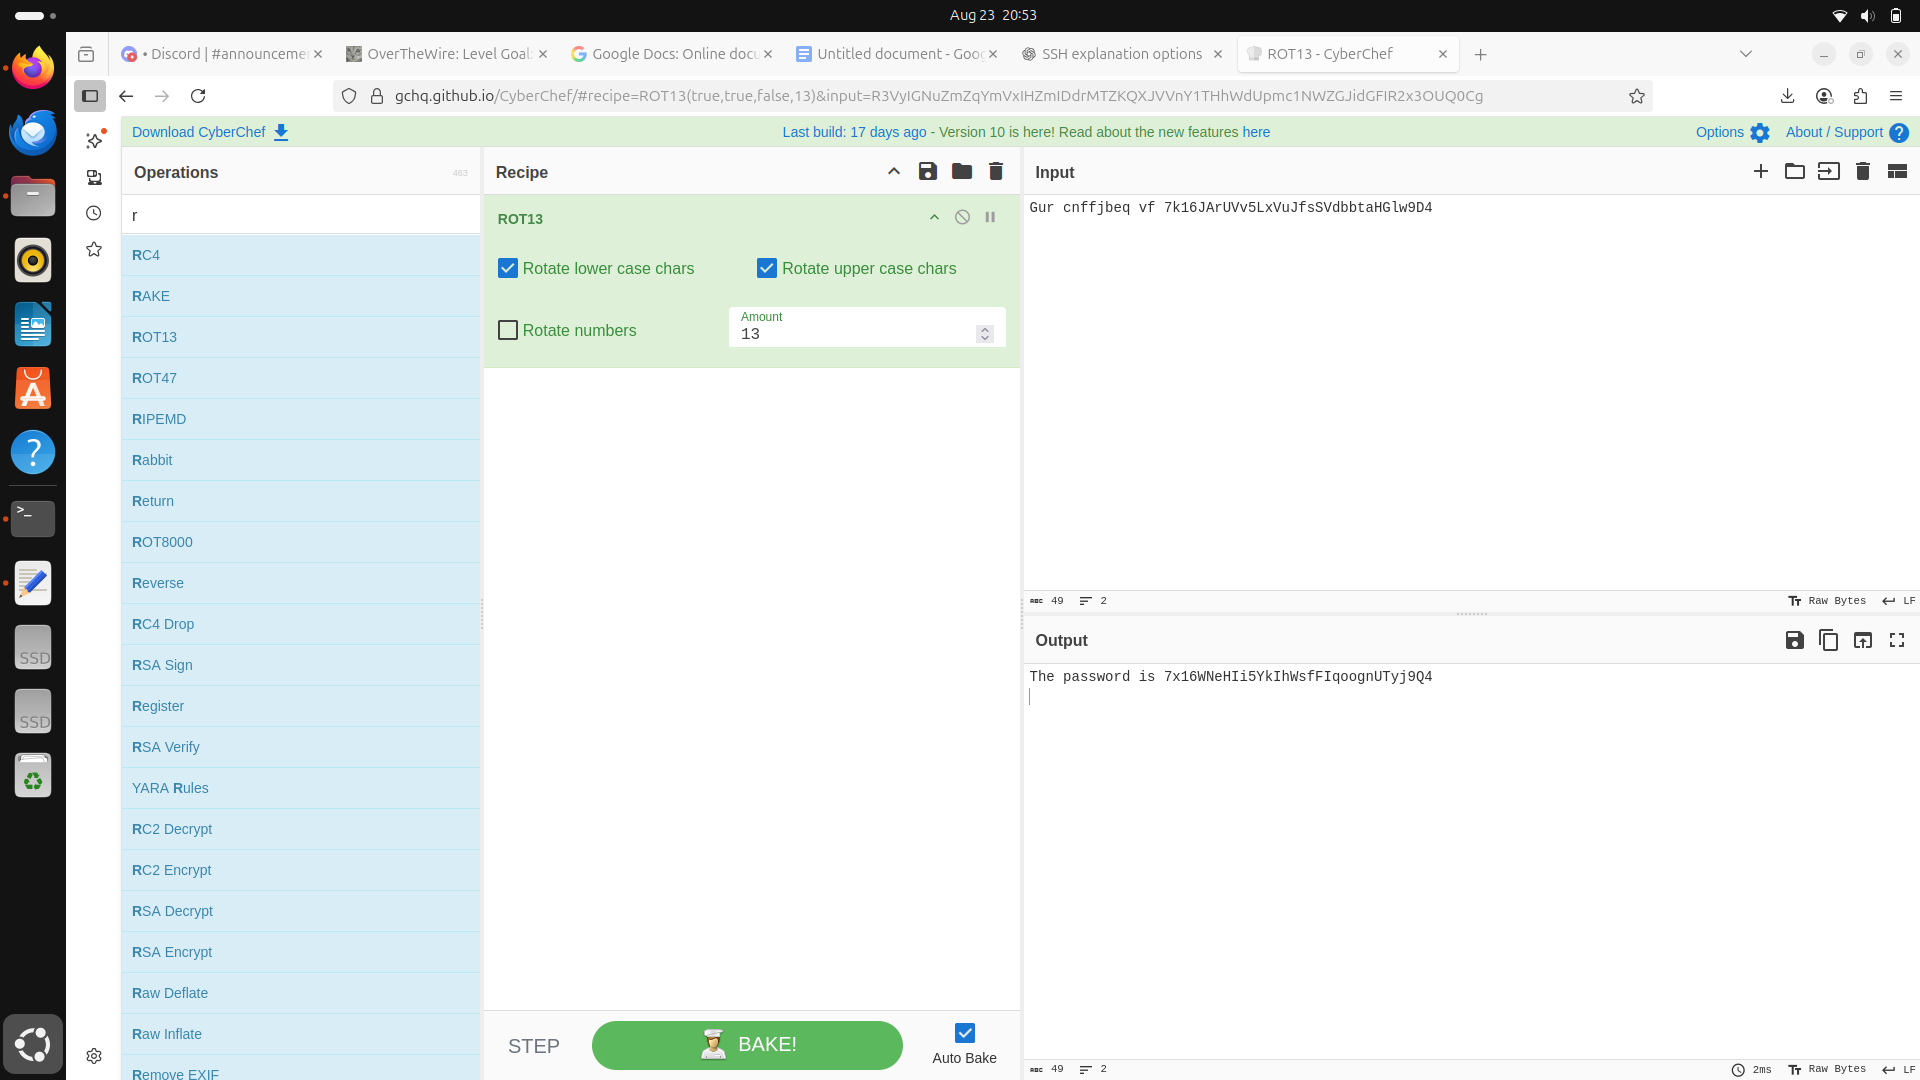 Aug 23 20:53
• Discord | #announcemer
OverTheWire: Level Goal:
Google Docs: Online docu
Untitled document - Goog
SSH explanation options
ROT13 - CyberChef
gchq.github.io/CyberChef/#recipe=ROT13(true,true,false,13)&input=R3VyIGNuZmZqYmVxIHZmIDdrMTZKQXJVVnY1THhWdUpmc1NWZGJidGFIR2x3OUQ0Cg
Download CyberChef
Last build: 17 days ago - Version 10 is here! Read about the new features here
Options
About / Support
Operations
463
r
RC4
RAKE
ROT13
ROT47
RIPEMD
Rabbit
Return
ROT8000
Reverse
RC4 Drop
RSA Sign
Register
RSA Verify
YARA Rules
RC2 Decrypt
RC2 Encrypt
RSA Decrypt
RSA Encrypt
Raw Deflate
Raw Inflate
Remove EXIF
Recipe
ROT13
Rotate lower case chars
Rotate upper case chars
Rotate numbers
Amount
13
STEP
BAKE!
Auto Bake
Input
Gur cnffjbeq vf 7k16JArUVv5LxVuJfsSVdbbtaHGlw9D4
49
2
Raw Bytes
LF
Output
The password is 7x16WNeHIi5YkIhWsfFIqoognUTyj9Q4
49
2
2ms
Raw Bytes
LF
SSD
SSD